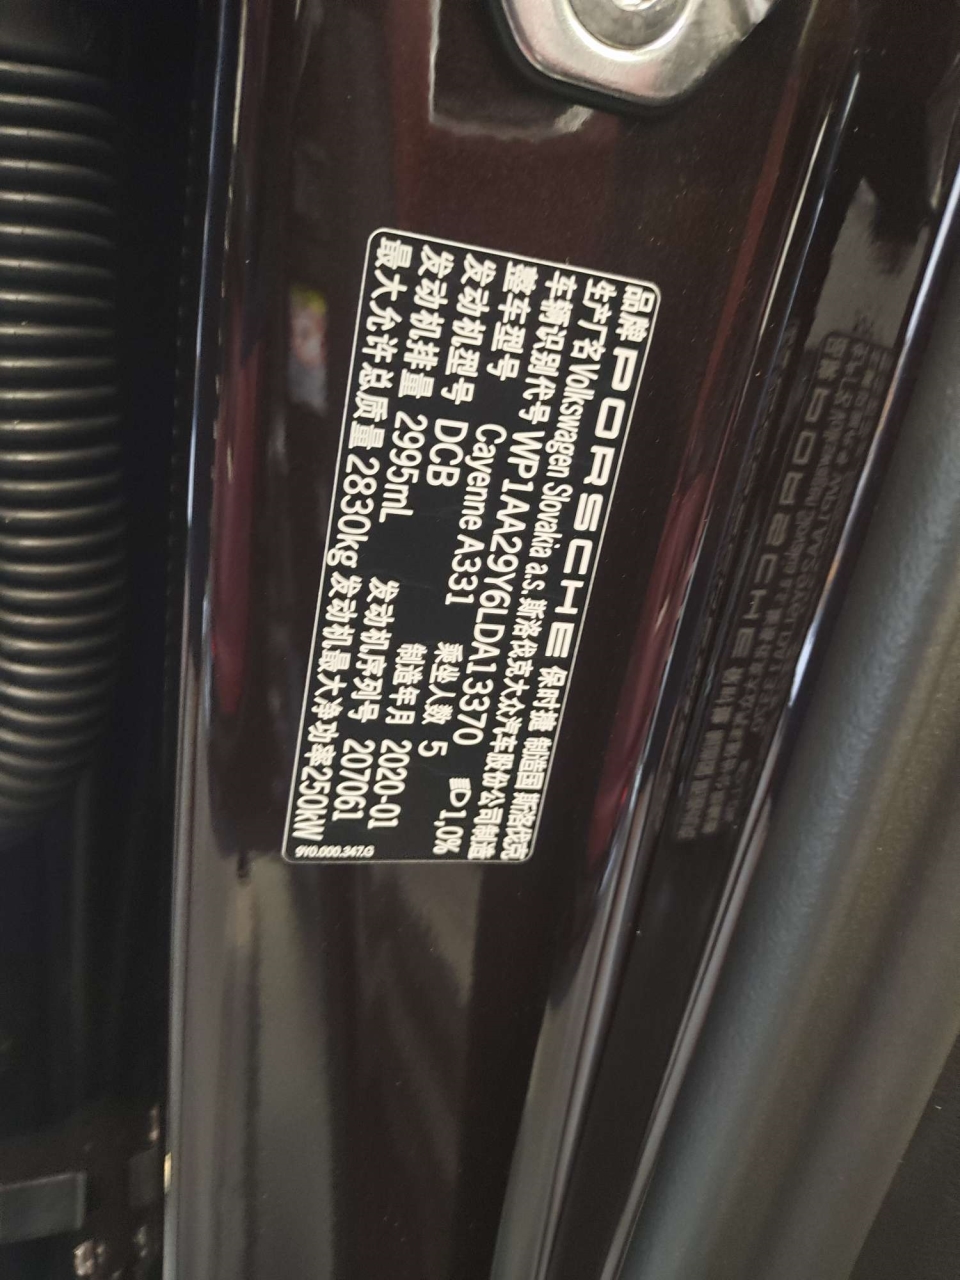 品牌 PORSCHE 保时捷 制造国 斯洛伐克
生产厂名 Volkswagen Slovakia a.s. 斯洛伐克大众汽车股份公司制造
车辆识别代号 WP1AA29Y6LDA13370 1,0%
整车型号 Cayenne A331 乘坐人数 5
发动机型号 DCB 制造年月 2020-01
发动机排量 2995mL 发动机序列号 207061
最大允许总质量 2830kg 发动机最大净功率250kW
9Y0.000.347.G